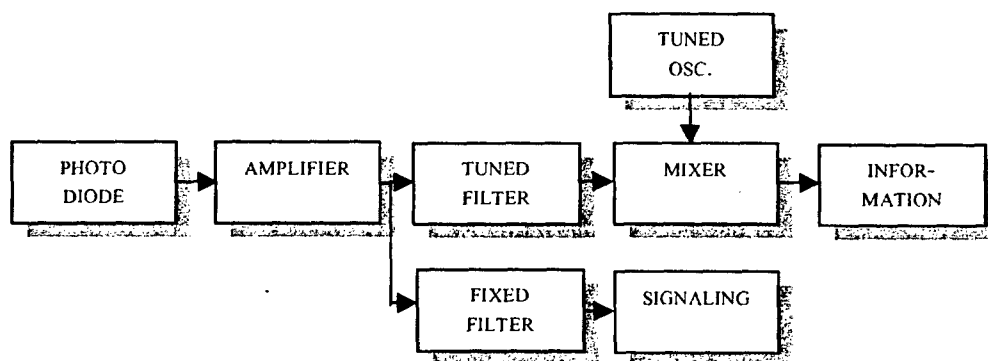 TUNED
OSC.
PHOTO
DIODE
AMPLIFIER
TUNED
FILTER
MIXER
INFOR-
MATION
FIXED
FILTER
SIGNALING